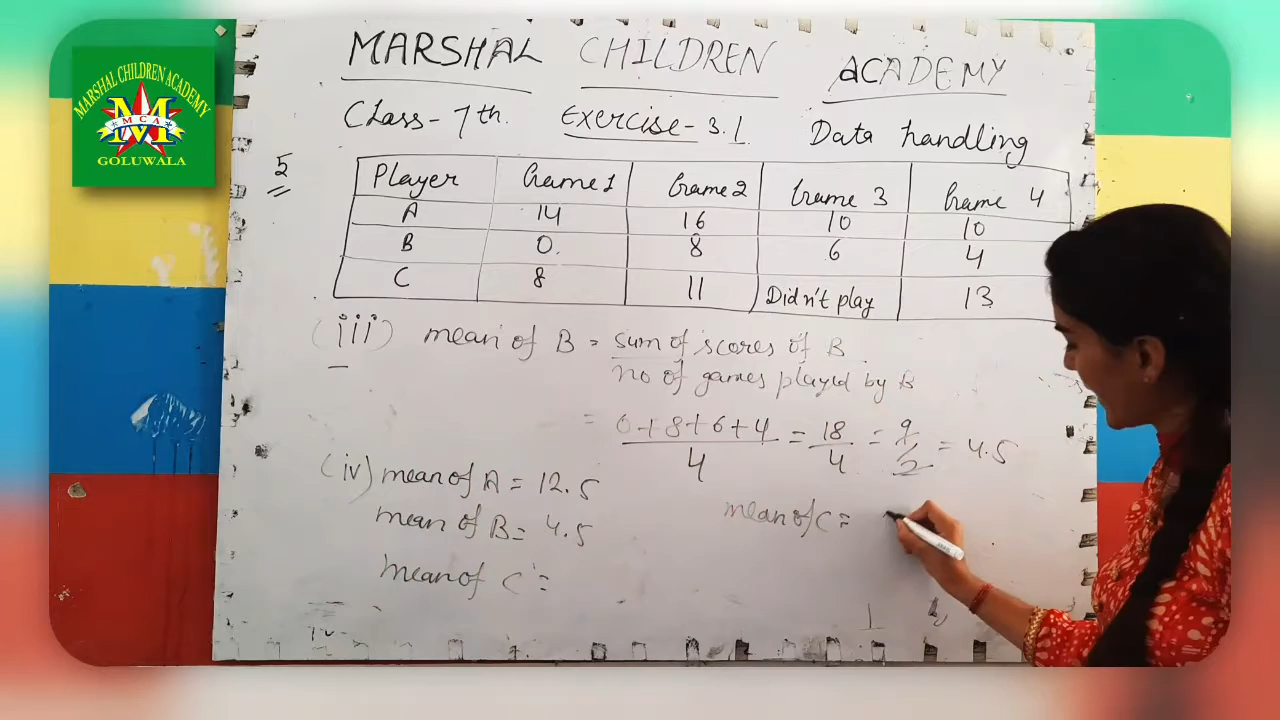 MARSHAL CHILDREN ACADEMY
MARSHAL CHILDREN ACADEMY
M
MCA
GOLUWALA
Class-7th. Exercise-3.1 Data handling
5
Player Game 1 Game 2 Game 3 Game 4
A 14 16 10 10
B 0. 8 6 4
C 8 11 Didn't play 13
(iii) mean of B = sum of scores of B
no of games played by B
= 0+8+6+4 / 4 = 18/4 = 9/2 = 4.5
(iv) mean of A = 12.5
mean of B = 4.5
mean of C =
mean of C =